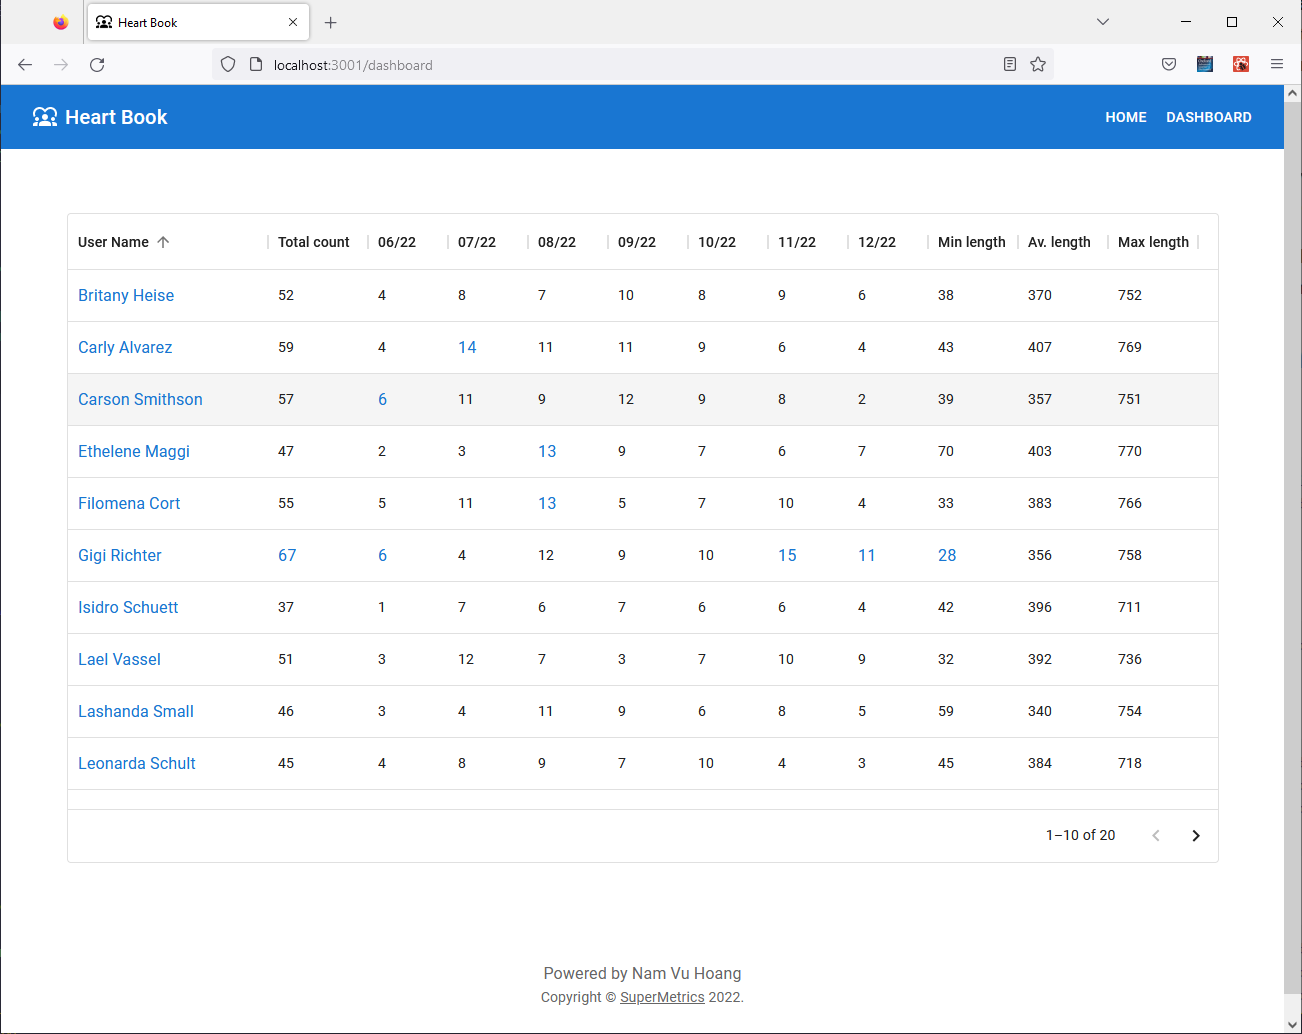 Heart Book
localhost:3001/dashboard
Heart Book HOME DASHBOARD
User Name Total count 06/22 07/22 08/22 09/22 10/22 11/22 12/22 Min length Av. length Max length
Britany Heise 52 4 8 7 10 8 9 6 38 370 752
Carly Alvarez 59 4 14 11 11 9 6 4 43 407 769
Carson Smithson 57 6 11 9 12 9 8 2 39 357 751
Ethelene Maggi 47 2 3 13 9 7 6 7 70 403 770
Filomena Cort 55 5 11 13 5 7 10 4 33 383 766
Gigi Richter 67 6 4 12 9 10 15 11 28 356 758
Isidro Schuett 37 1 7 6 7 6 6 4 42 396 711
Lael Vassel 51 3 12 7 3 7 10 9 32 392 736
Lashanda Small 46 3 4 11 9 6 8 5 59 340 754
Leonarda Schult 45 4 8 9 7 10 4 3 45 384 718
1–10 of 20
Powered by Nam Vu Hoang
Copyright © SuperMetrics 2022.